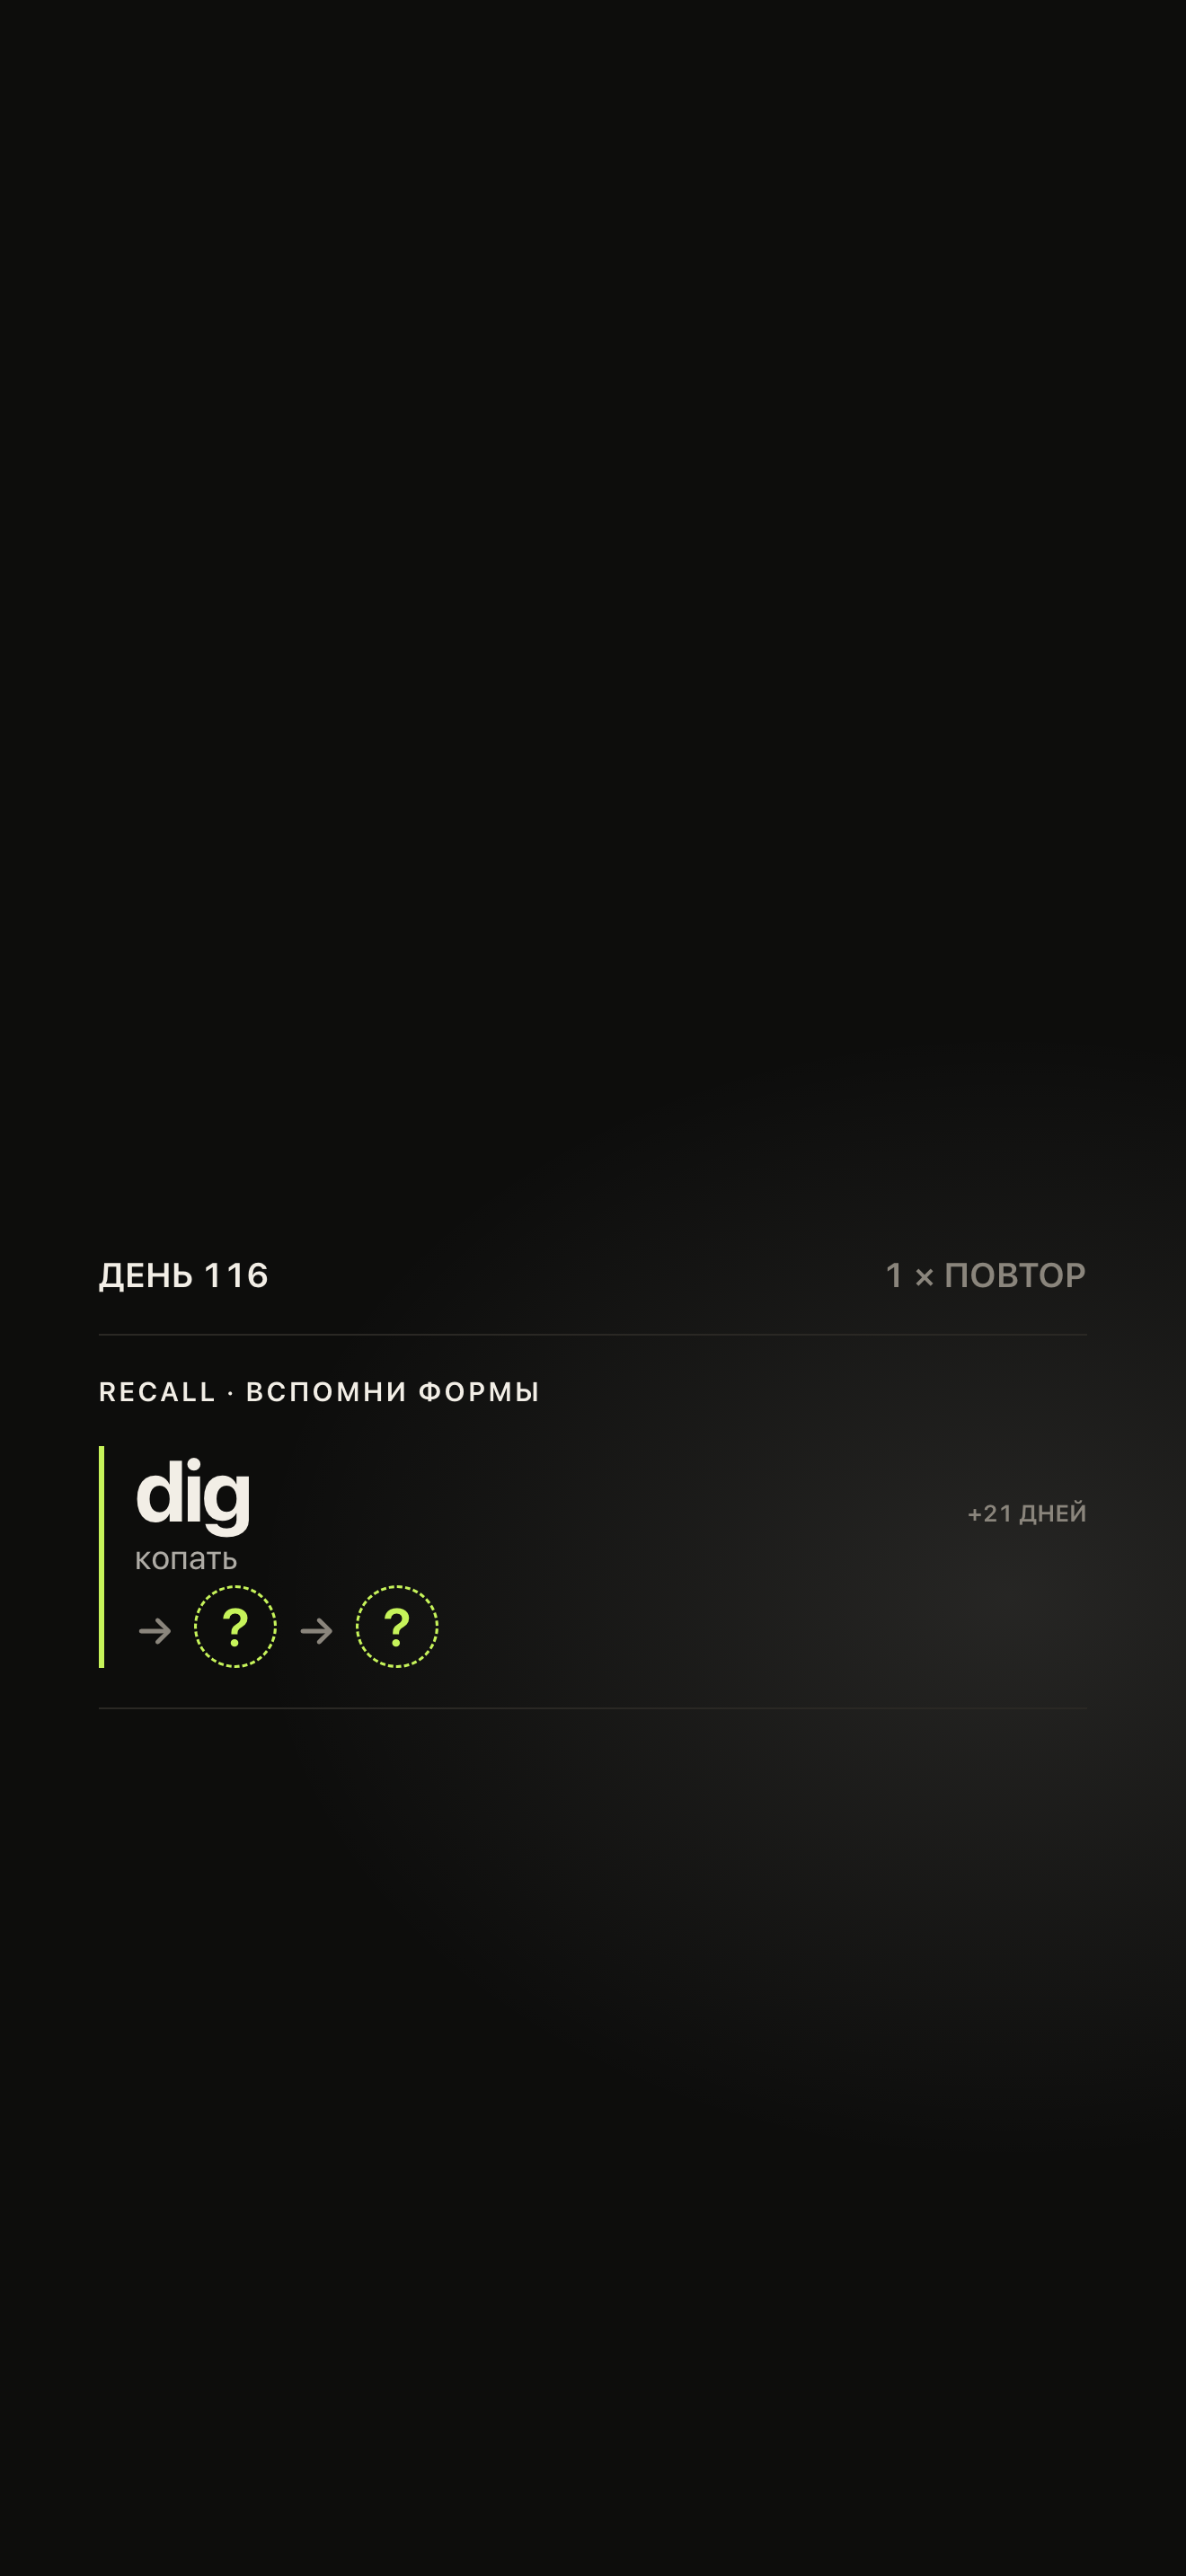 ДЕНЬ 116
1 × ПОВТОР
RECALL · ВСПОМНИ ФОРМЫ
dig
+21 ДНЕЙ
копать
→ ? → ?